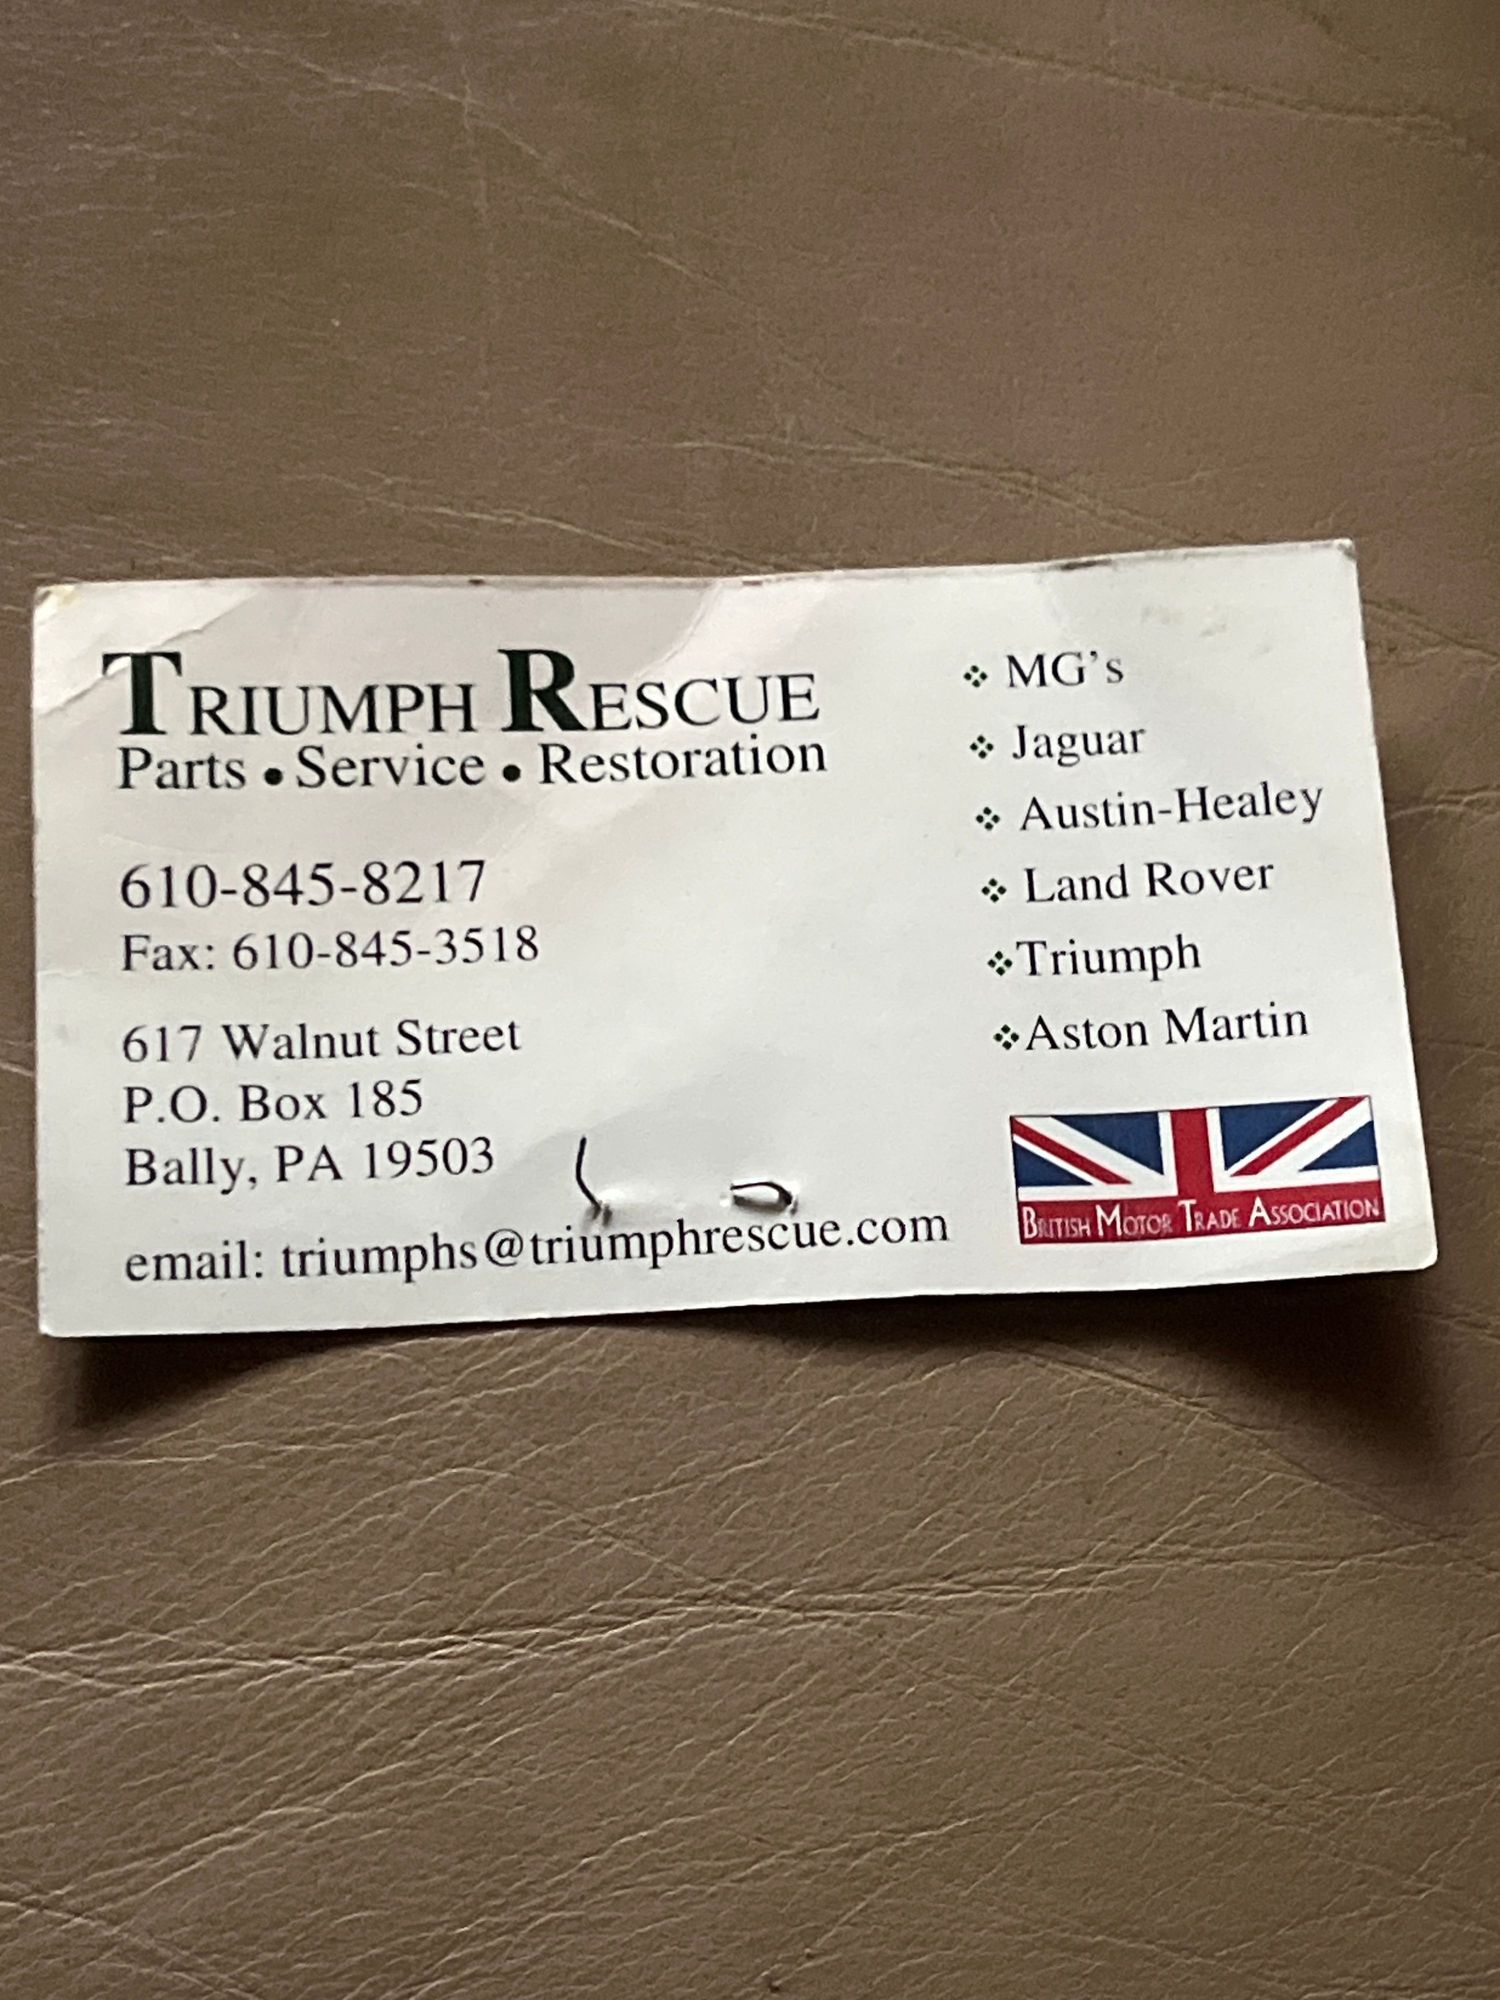 TRIUMPH RESCUE
Parts • Service • Restoration
610-845-8217
Fax: 610-845-3518
617 Walnut Street
P.O. Box 185
Bally, PA 19503
email: triumphs@triumphrescue.com
❖ MG's
❖ Jaguar
❖ Austin-Healey
❖ Land Rover
❖ Triumph
❖ Aston Martin
BRITISH MOTOR TRADE ASSOCIATION